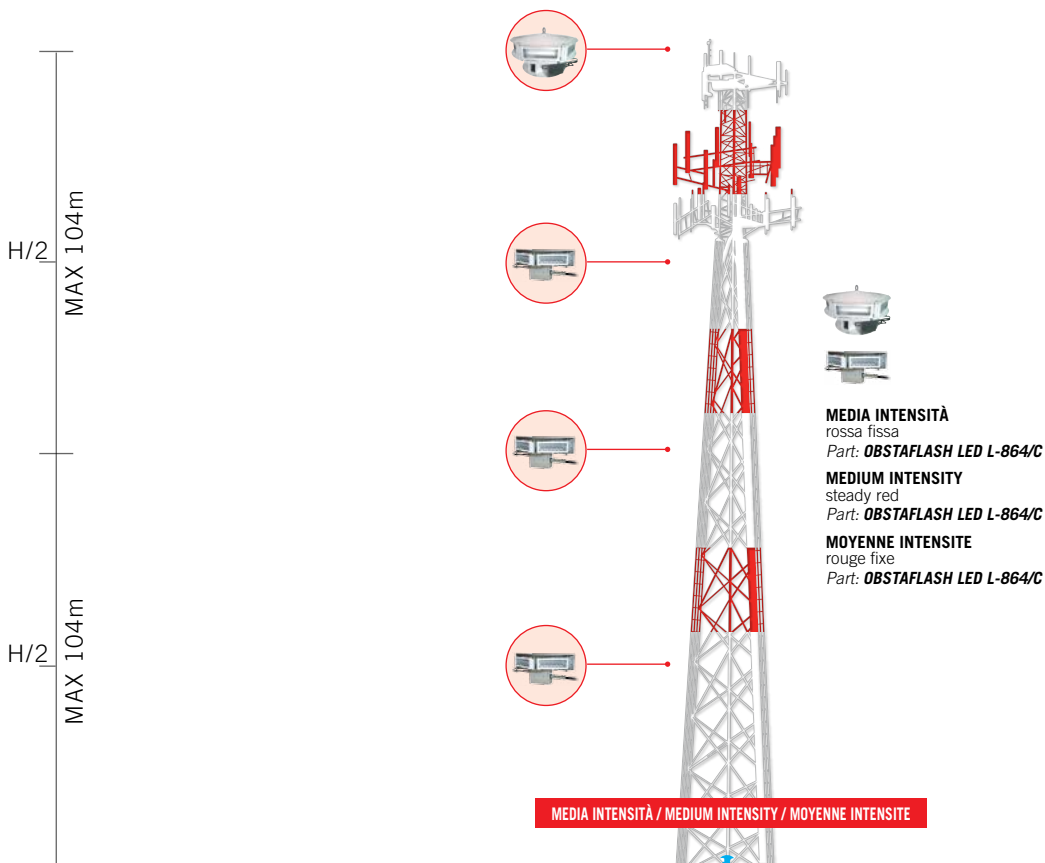 H/2
MAX 104m
H/2
MAX 104m
MEDIA INTENSITÀ
rossa fissa
Part: OBSTAFLASH LED L-864/C
MEDIUM INTENSITY
steady red
Part: OBSTAFLASH LED L-864/C
MOYENNE INTENSITE
rouge fixe
Part: OBSTAFLASH LED L-864/C
MEDIA INTENSITÀ / MEDIUM INTENSITY / MOYENNE INTENSITE